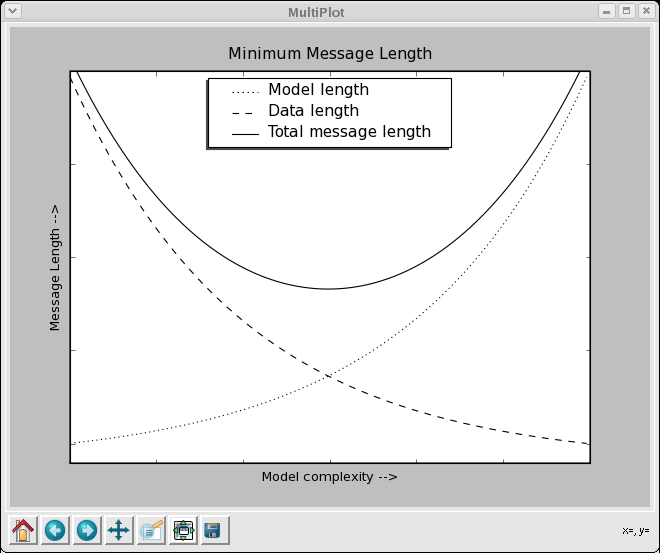 MultiPlot
Minimum Message Length
Model length
Data length
Total message length
Message Length -->
Model complexity -->
x=, y=